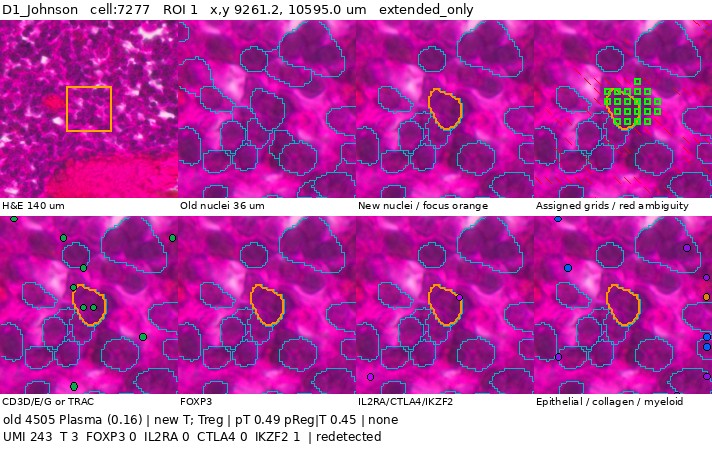 D1_Johnson cell:7277 ROI 1 x,y 9261.2, 10595.0 um extended_only
H&E 140 um
Old nuclei 36 um
New nuclei / focus orange
Assigned grids / red ambiguity
CD3D/E/G or TRAC
FOXP3
IL2RA/CTLA4/IKZF2
Epithelial / collagen / myeloid
old 4505 Plasma (0.16) | new T; Treg | pT 0.49 pReg|T 0.45 | none
UMI 243 T 3 FOXP3 0 IL2RA 0 CTLA4 0 IKZF2 1 | redetected